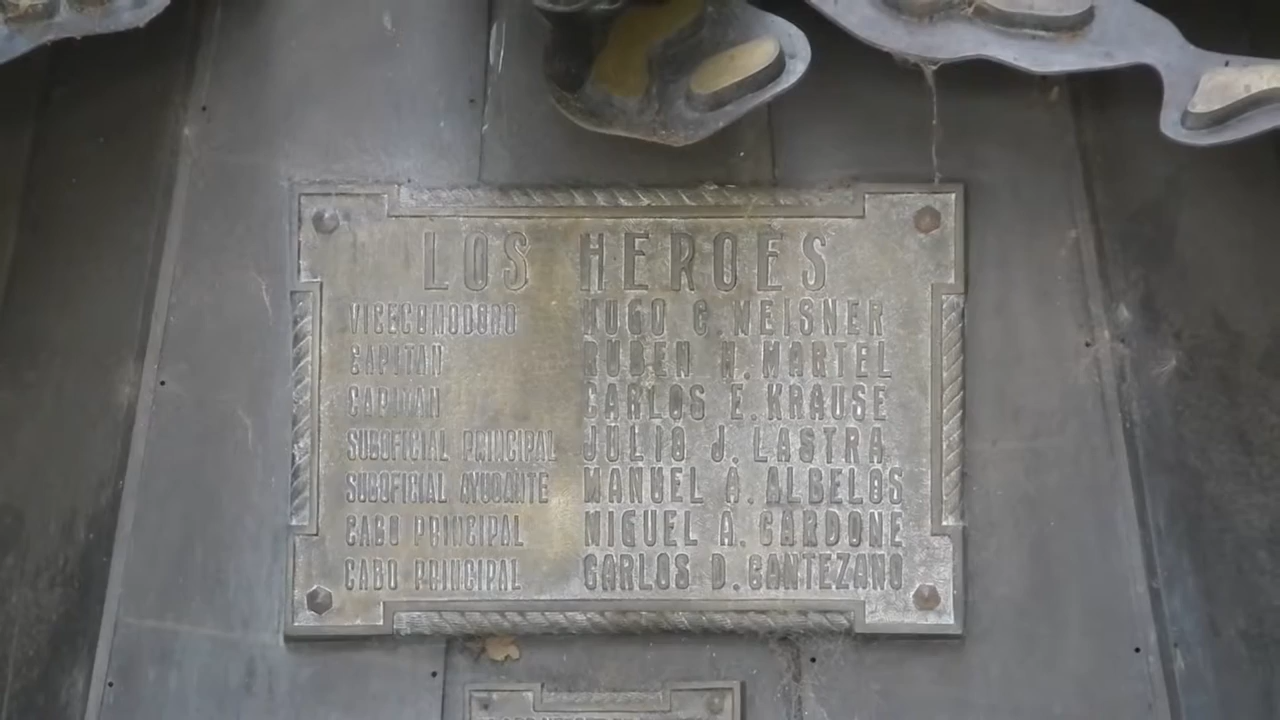 LOS HEROES
VICECOMODORO HUGO C. MEISNER
CAPITAN RUBEN H. MARTEL
CAPITAN CARLOS E. KRAUSE
SUBOFICIAL PRINCIPAL JULIO J. LASTRA
SUBOFICIAL AYUDANTE MANUEL A. ALBELOS
CABO PRINCIPAL MIGUEL A. CARDONE
CABO PRINCIPAL CARLOS D. CANTEZANO